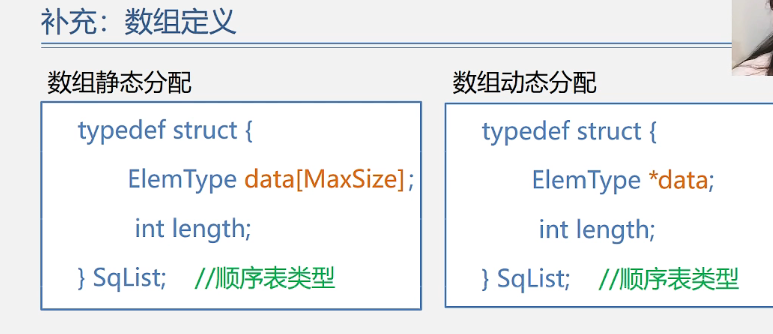 补充：数组定义
数组静态分配
typedef struct {
ElemType data[MaxSize];
int length;
} SqList; //顺序表类型
数组动态分配
typedef struct {
ElemType *data;
int length;
} SqList; //顺序表类型